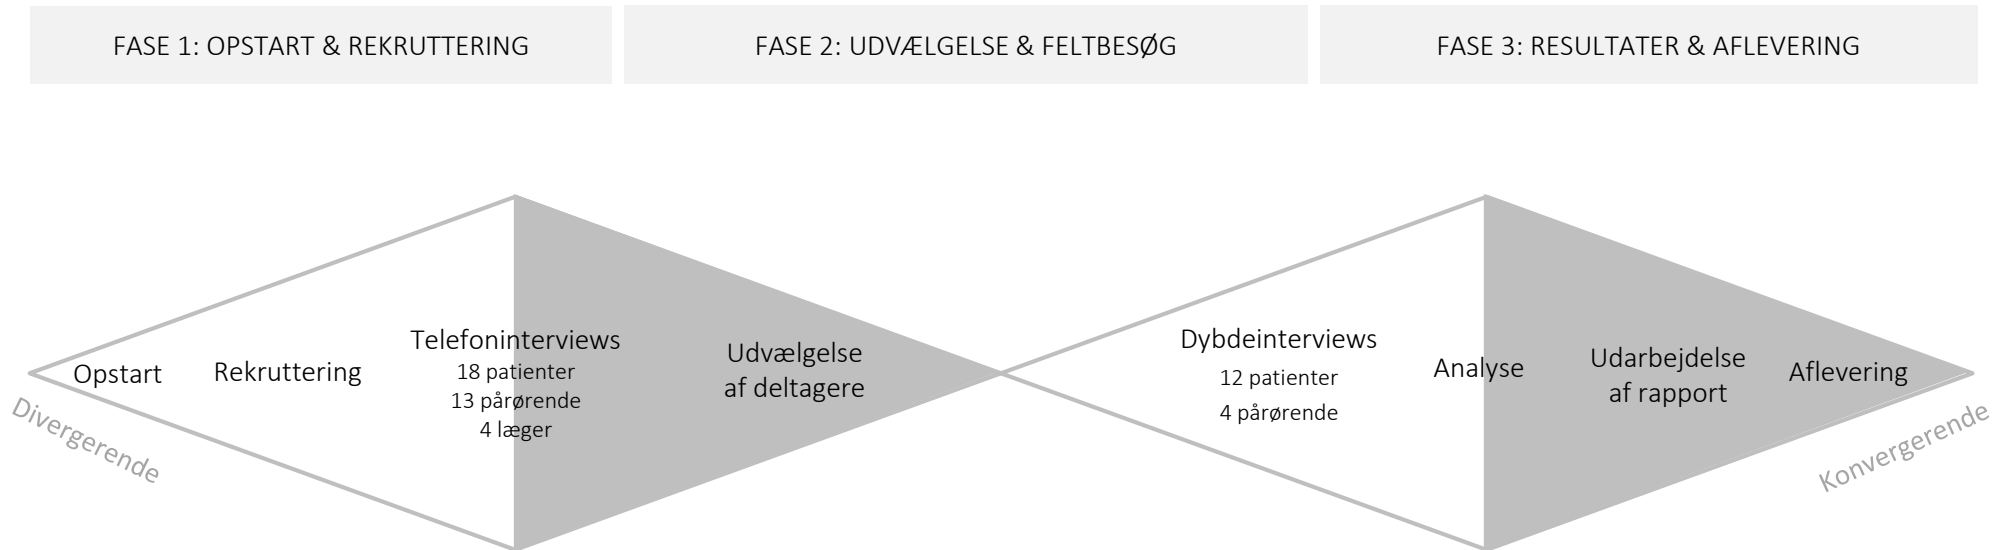 FASE 1: OPSTART & REKRUTTERING
FASE 2: UDVÆLGELSE & FELTBESØG
FASE 3: RESULTATER & AFLEVERING
Opstart
Rekruttering
Telefoninterviews
18 patienter
13 pårørende
4 læger
Udvælgelse
af deltagere
Dybdeinterviews
12 patienter
4 pårørende
Analyse
Udarbejdelse
af rapport
Aflevering
Divergerende
Konvergerende